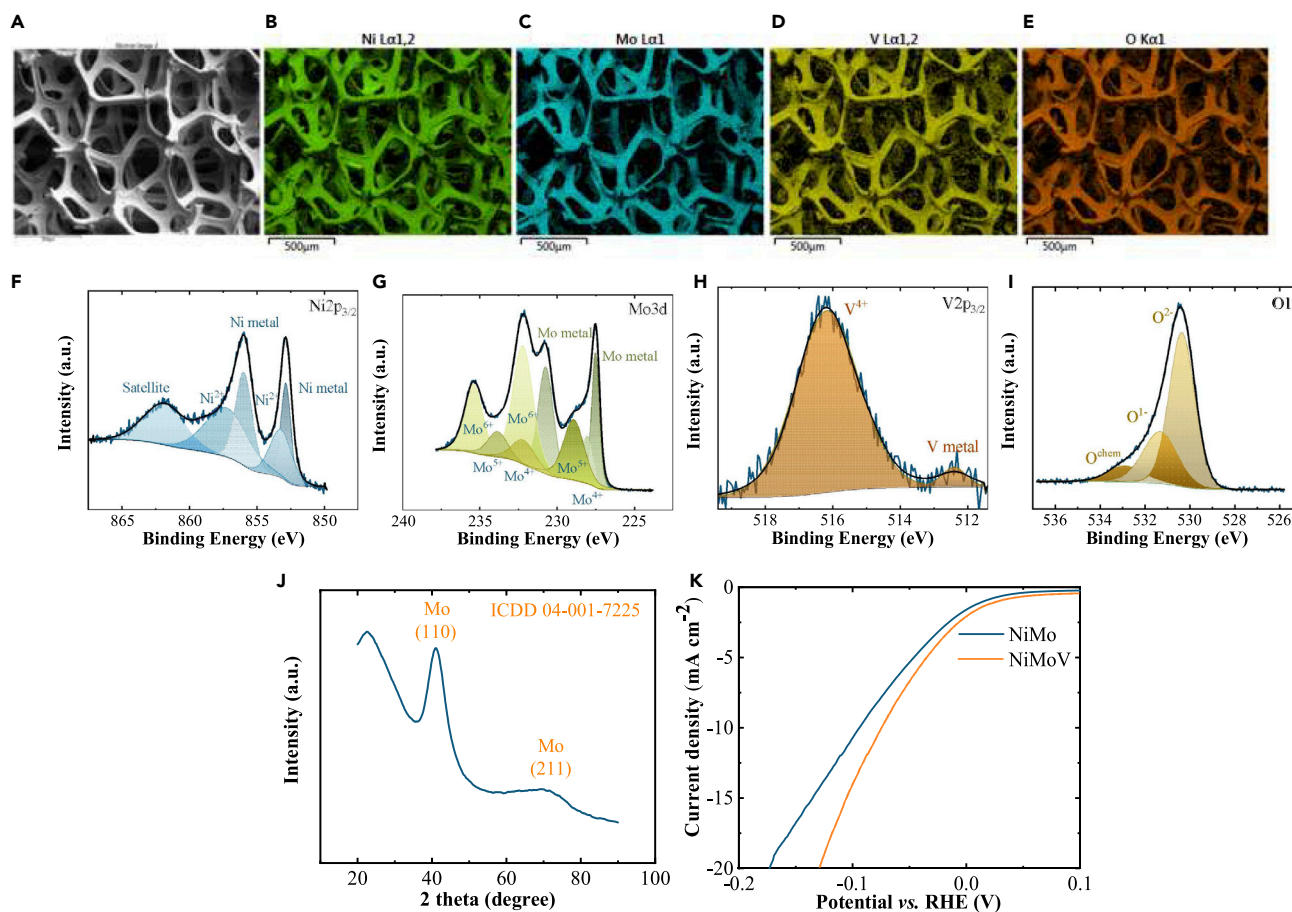 A
B
C
D
E
Ni Lα1,2
Mo Lα1
V Lα1,2
O Kα1
500µm
500µm
500µm
500µm
F
G
H
I
Ni2p3/2
Mo3d
V2p3/2
O1
Satellite
Ni2+
Ni metal
Ni2+
Ni metal
Mo metal
Mo metal
Mo6+
Mo6+
Mo5+
Mo4+
Mo5+
Mo4+
V4+
V metal
O2-
O1-
Ochem
Intensity (a.u.)
Intensity (a.u.)
Intensity (a.u.)
Intensity (a.u.)
865 860 855 850
240 235 230 225
518 516 514 512
536 534 532 530 528 526
Binding Energy (eV)
Binding Energy (eV)
Binding Energy (eV)
Binding Energy (eV)
J
ICDD 04-001-7225
Mo
(110)
Mo
(211)
Intensity (a.u.)
20 40 60 80 100
2 theta (degree)
K
NiMo
NiMoV
Current density (mA cm-2)
0
-5
-10
-15
-20
-0.2 -0.1 0.0 0.1
Potential vs. RHE (V)